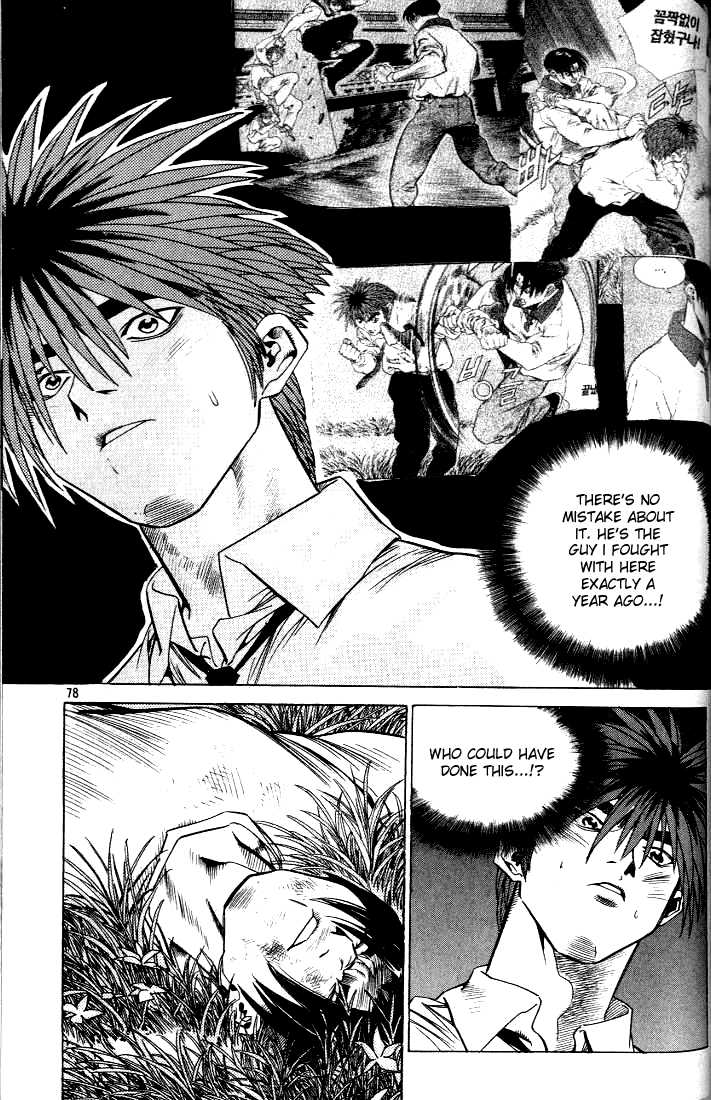 꼼짝없이
잡혔구나!
THERE'S NO
MISTAKE ABOUT
IT. HE'S THE
GUY I FOUGHT
WITH HERE
EXACTLY A
YEAR AGO...!
78
WHO COULD HAVE
DONE THIS...!?